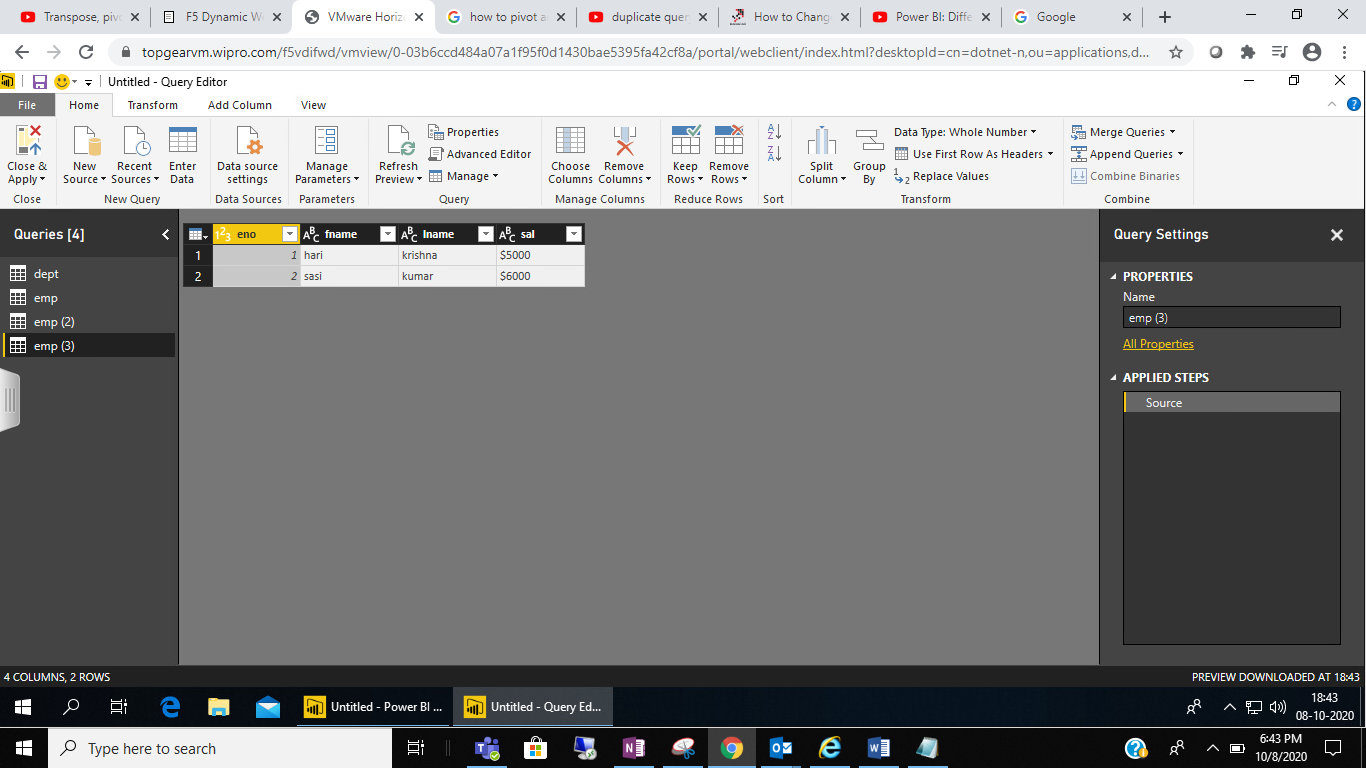 Transpose, pivo
F5 Dynamic We
VMware Horiz
how to pivot a
duplicate quer
How to Chang
Power BI: Diffe
Google
topgearvm.wipro.com/f5vdifwd/vmview/0-03b6ccd484a07a1f95f0d1430bae5395fa42cf8a/portal/webclient/index.html?desktopId=cn=dotnet-n,ou=applications,d...
Untitled - Query Editor
File Home Transform Add Column View
Close & Apply
New Source
Recent Sources
Enter Data
Data source settings
Manage Parameters
Refresh Preview
Properties
Advanced Editor
Manage
Choose Columns
Remove Columns
Keep Rows
Remove Rows
Split Column
Group By
Data Type: Whole Number
Use First Row As Headers
Replace Values
Merge Queries
Append Queries
Combine Binaries
Close
New Query
Data Sources
Parameters
Query
Manage Columns
Reduce Rows
Sort
Transform
Combine
Queries [4]
dept
emp
emp (2)
emp (3)
eno fname lname sal
1 1 hari krishna $5000
2 2 sasi kumar $6000
Query Settings
PROPERTIES
Name
emp (3)
All Properties
APPLIED STEPS
Source
4 COLUMNS, 2 ROWS
PREVIEW DOWNLOADED AT 18:43
Untitled - Power BI ...
Untitled - Query Ed...
18:43
08-10-2020
Type here to search
6:43 PM
10/8/2020